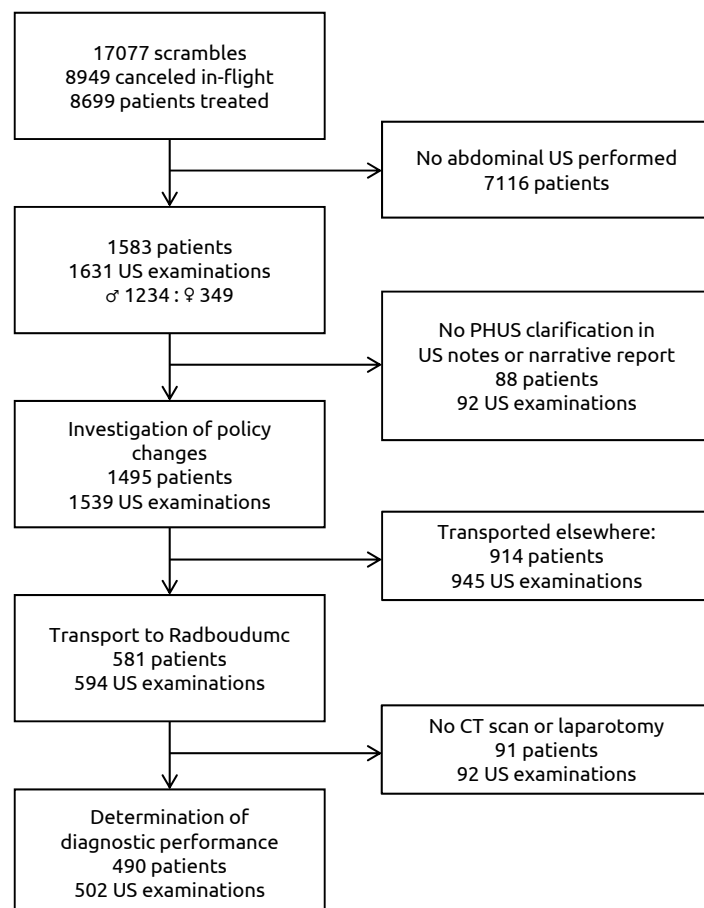 17077 scrambles
8949 canceled in-flight
8699 patients treated
No abdominal US performed
7116 patients
1583 patients
1631 US examinations
♂ 1234 : ♀ 349
No PHUS clarification in
US notes or narrative report
88 patients
92 US examinations
Investigation of policy
changes
1495 patients
1539 US examinations
Transported elsewhere:
914 patients
945 US examinations
Transport to Radboudumc
581 patients
594 US examinations
No CT scan or laparotomy
91 patients
92 US examinations
Determination of
diagnostic performance
490 patients
502 US examinations